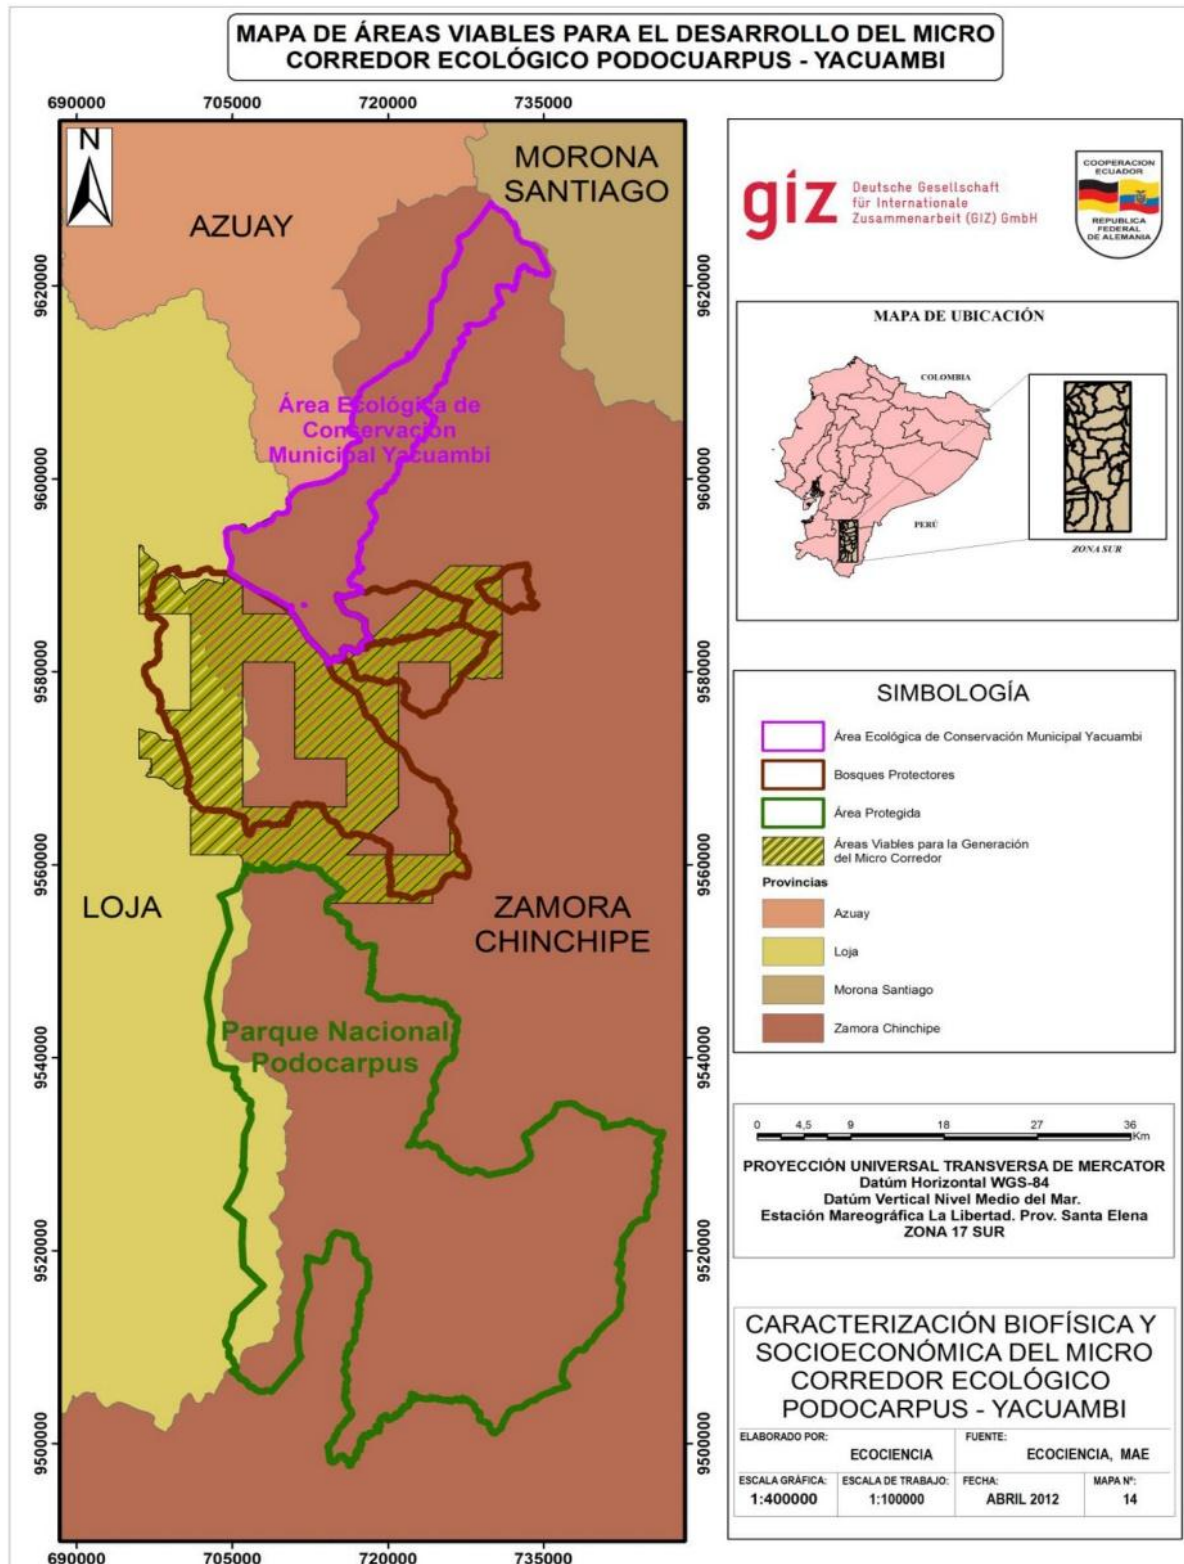 MAPA DE ÁREAS VIABLES PARA EL DESARROLLO DEL MICRO
CORREDOR ECOLÓGICO PODOCUARPUS - YACUAMBI
690000
705000
720000
735000
N
MORONA
SANTIAGO
AZUAY
9620000
9620000
Área Ecológica de
Conservación
Municipal Yacuambi
9600000
9600000
9580000
9580000
9560000
9560000
LOJA
ZAMORA
CHINCHIPE
Parque Nacional
Podocarpus
9540000
9540000
9520000
9520000
9500000
9500000
690000
705000
720000
735000
giz
Deutsche Gesellschaft
für Internationale
Zusammenarbeit (GIZ) GmbH
COOPERACION
ECUADOR
REPUBLICA
FEDERAL
DE ALEMANIA
MAPA DE UBICACIÓN
COLOMBIA
PERÚ
ZONA SUR
SIMBOLOGÍA
Área Ecológica de Conservación Municipal Yacuambi
Bosques Protectores
Área Protegida
Áreas Viables para la Generación
del Micro Corredor
Provincias
Azuay
Loja
Morona Santiago
Zamora Chinchipe
0 4,5 9 18 27 36
Km
PROYECCIÓN UNIVERSAL TRANSVERSA DE MERCATOR
Datúm Horizontal WGS-84
Datúm Vertical Nivel Medio del Mar.
Estación Mareográfica La Libertad. Prov. Santa Elena
ZONA 17 SUR
CARACTERIZACIÓN BIOFÍSICA Y
SOCIOECONÓMICA DEL MICRO
CORREDOR ECOLÓGICO
PODOCARPUS - YACUAMBI
ELABORADO POR:
ECOCIENCIA
FUENTE:
ECOCIENCIA, MAE
ESCALA GRÁFICA:
1:400000
ESCALA DE TRABAJO:
1:100000
FECHA:
ABRIL 2012
MAPA Nº:
14